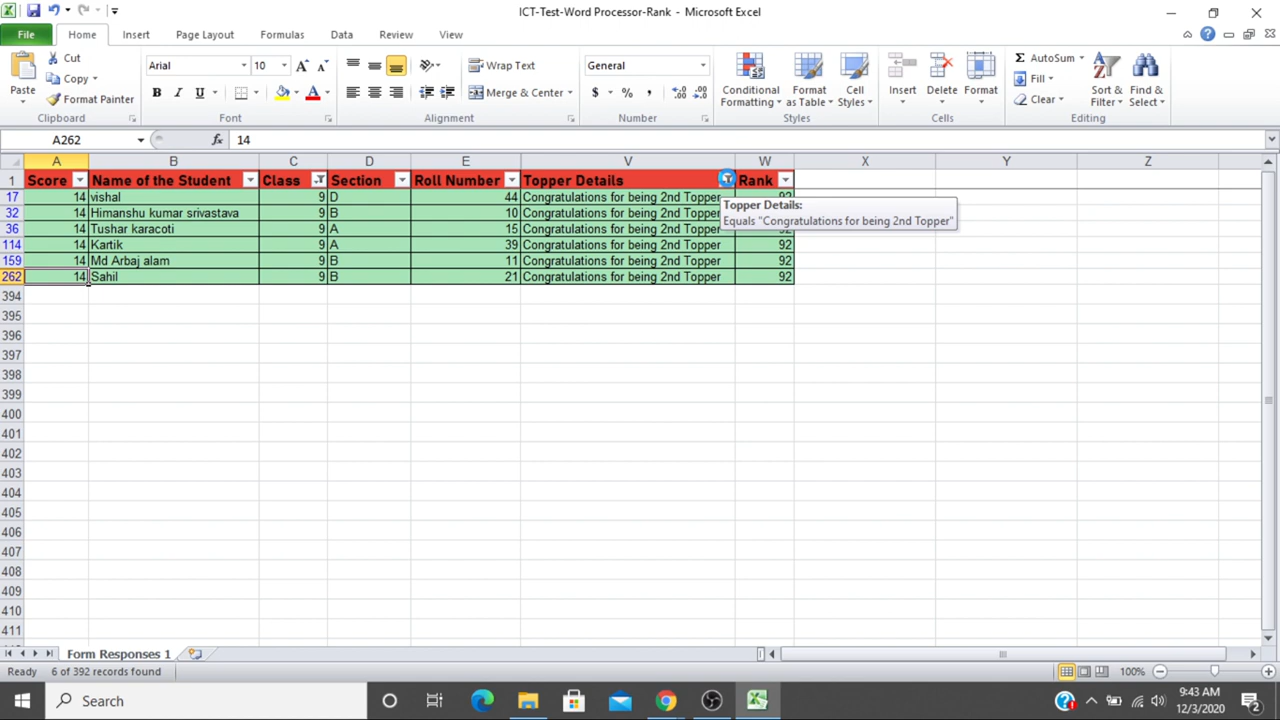 ICT-Test-Word Processor-Rank - Microsoft Excel
File Home Insert Page Layout Formulas Data Review View
Paste Cut Copy Format Painter Clipboard
Arial 10 A A B I U A Font
Wrap Text Merge & Center Alignment
General $ % , .0 .00 .00 .0 Number
Conditional Formatting Format as Table Cell Styles Styles
Insert Delete Format Cells
Σ AutoSum Fill Clear Sort & Filter Find & Select Editing
A262 fx 14
A B C D E V W X Y Z
1 Score Name of the Student Class Section Roll Number Topper Details Rank
17 14 vishal 9 D 44 Congratulations for being 2nd Topper 92
32 14 Himanshu kumar srivastava 9 B 10 Congratulations for being 2nd Topper
36 14 Tushar karacoti 9 A 15 Congratulations for being 2nd Topper 92
114 14 Kartik 9 A 39 Congratulations for being 2nd Topper 92
159 14 Md Arbaj alam 9 B 11 Congratulations for being 2nd Topper 92
262 14 Sahil 9 B 21 Congratulations for being 2nd Topper 92
Topper Details:
Equals "Congratulations for being 2nd Topper"
394
395
396
397
398
399
400
401
402
403
404
405
406
407
408
409
410
411
Form Responses 1
Ready 6 of 392 records found 100%
Search 9:43 AM
12/3/2020 2